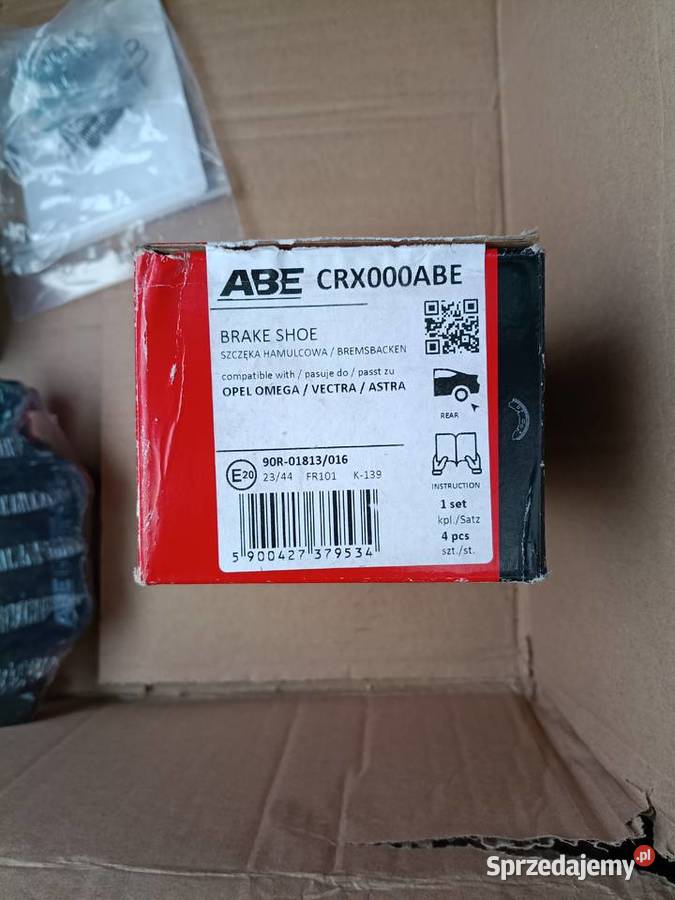 ABE CRX000ABE
BRAKE SHOE
SZCZĘKA HAMULCOWA / BREMSBACKEN
compatible with / pasuje do / passt zu
OPEL OMEGA / VECTRA / ASTRA
REAR
INSTRUCTION
E20
90R-01813/016
23/44 FR101 K-139
1 set
kpl./Satz
4 pcs
szt./st.
5 900427 379534
Sprzedajemy.pl